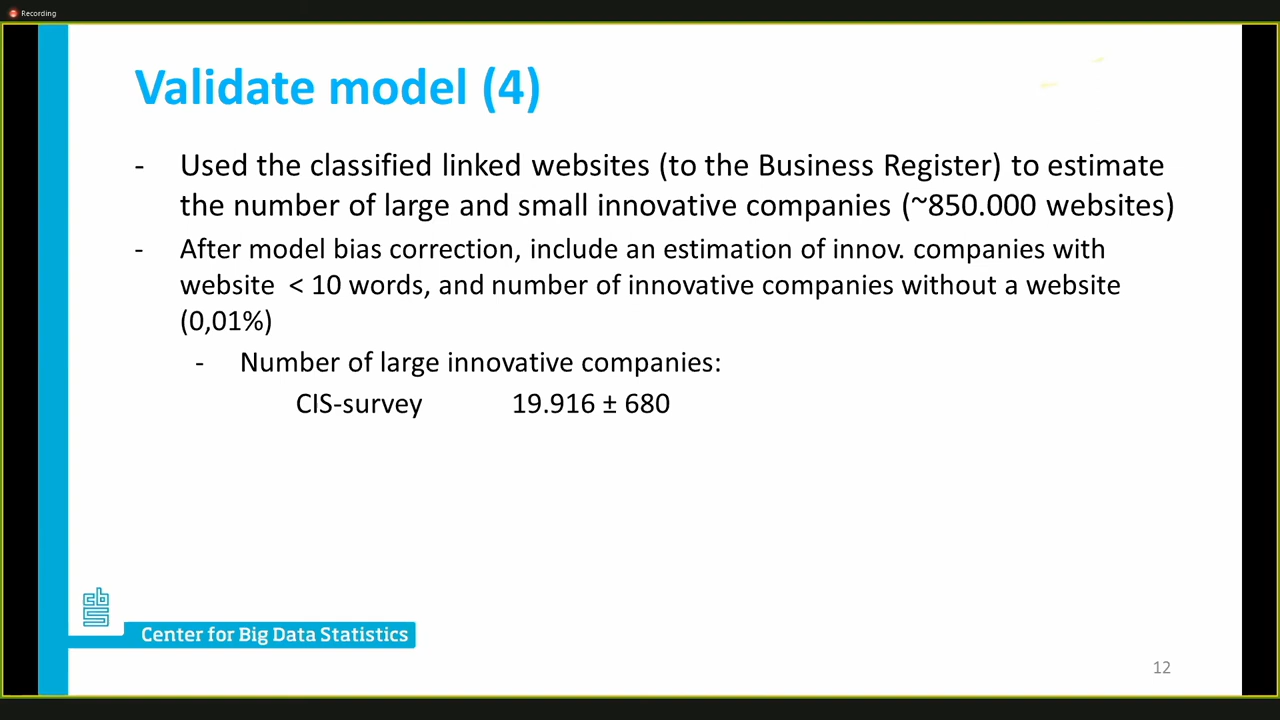 Recording
Validate model (4)
- Used the classified linked websites (to the Business Register) to estimate
the number of large and small innovative companies (~850.000 websites)
- After model bias correction, include an estimation of innov. companies with
website < 10 words, and number of innovative companies without a website
(0,01%)
- Number of large innovative companies:
CIS-survey 19.916 ± 680
cbs
Center for Big Data Statistics
12